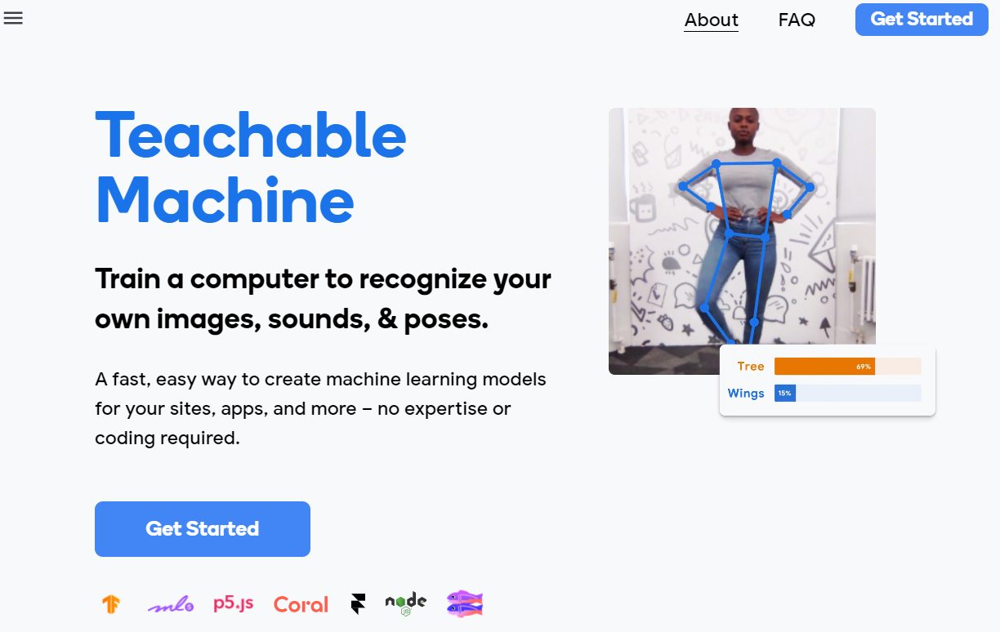 About FAQ Get Started
Teachable
Machine
Train a computer to recognize your
own images, sounds, & poses.
A fast, easy way to create machine learning models
for your sites, apps, and more – no expertise or
coding required.
Tree 69%
Wings 15%
Get Started
ml5 p5.js Coral node JS